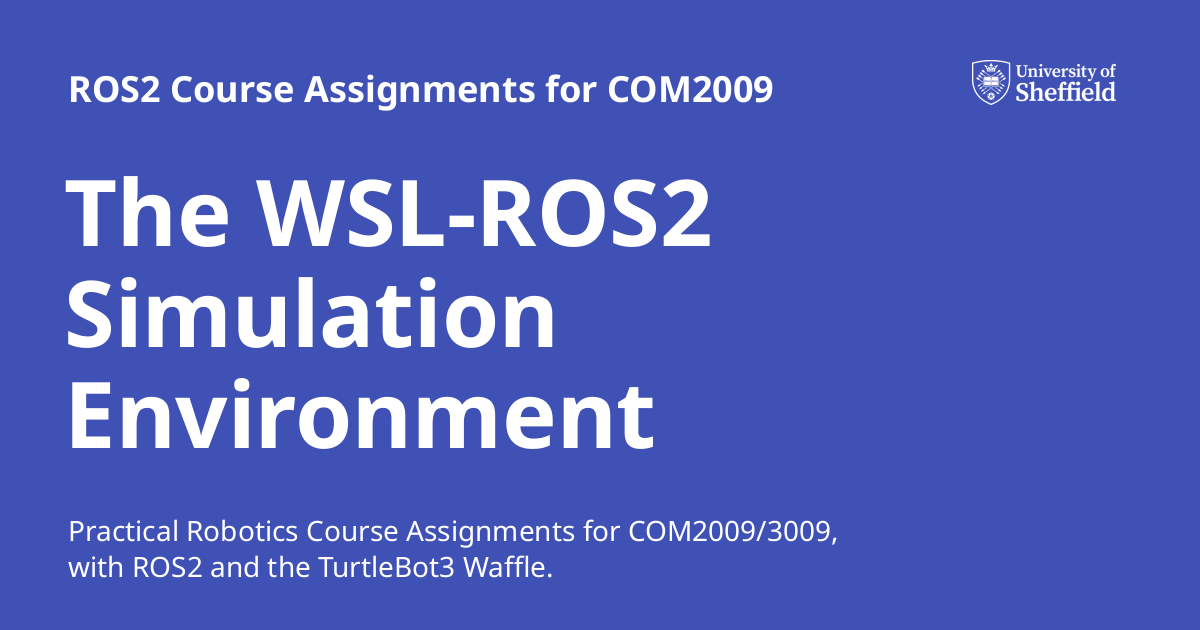 ROS2 Course Assignments for COM2009
University of
Sheffield
The WSL-ROS2
Simulation
Environment
Practical Robotics Course Assignments for COM2009/3009,
with ROS2 and the TurtleBot3 Waffle.